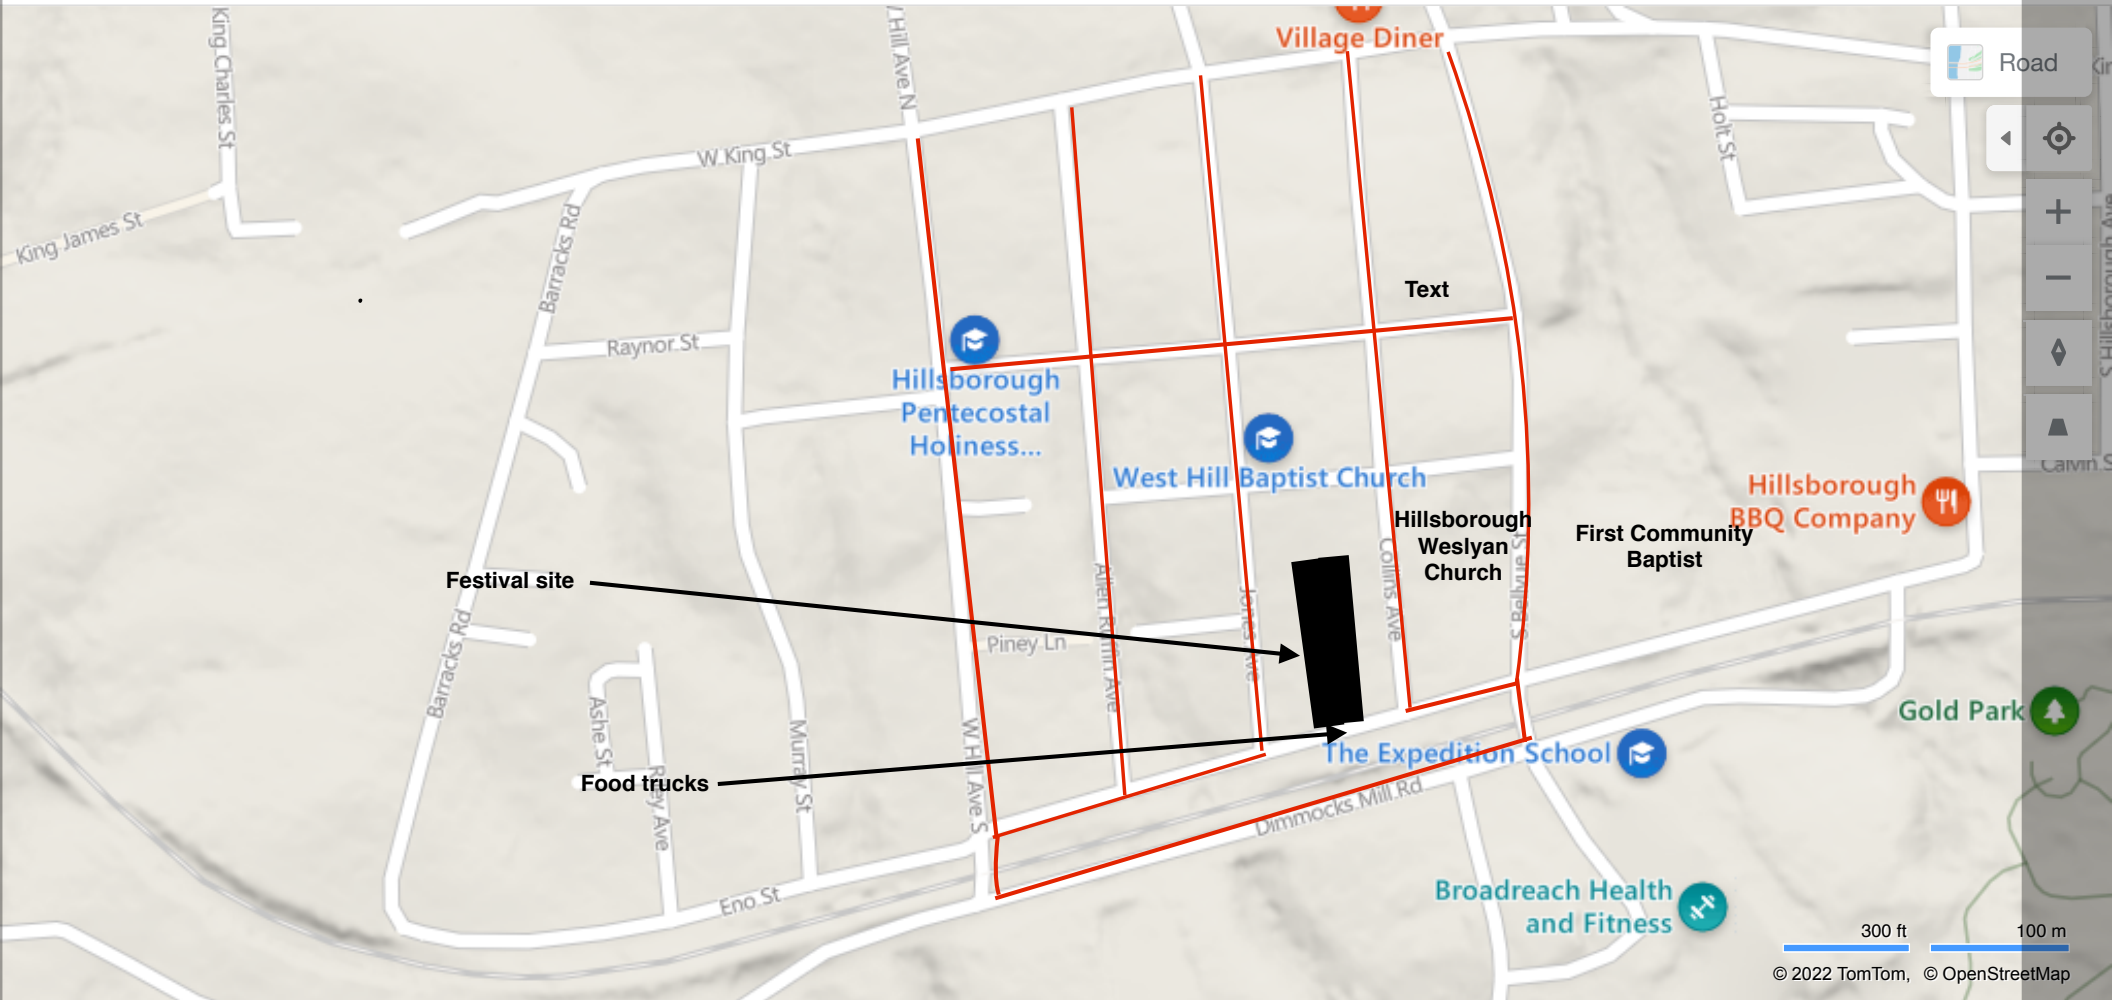 King Charles St
Hill Ave N
Village Diner
Road
W King St
Holt St
King James St
Barracks Rd
Text
Raynor St
Hillsborough
Pentecostal
Holiness...
West Hill Baptist Church
Hillsborough
BBQ Company
Hillsborough
Weslyan
Church
First Community
Baptist
S Hillsborough Ave
Calvin S
Festival site
Collins Ave
S Bellvue St
Allen Ruffin Ave
Jones Ave
Piney Ln
Barracks Rd
Ashe St
Food trucks
Murray St
W Hill Ave S
The Expedition School
Gold Park
Dimmocks Mill Rd
Eno St
Broadreach Health
and Fitness
300 ft
100 m
© 2022 TomTom, © OpenStreetMap